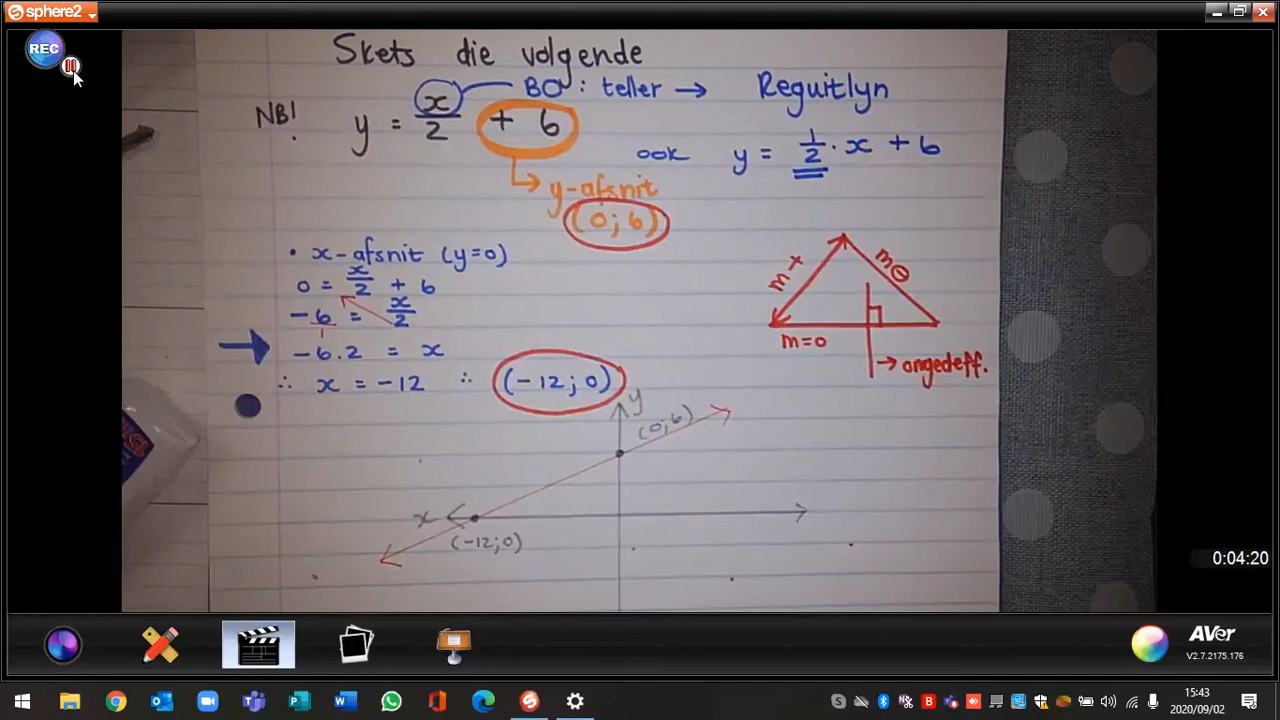 sphere2
REC
Skets die volgende
NB! y = x/2 + 6
BO : teller → Reguitlyn
ook y = 1/2 · x + 6
y-afsnit
(0; 6)
• x-afsnit (y=0)
0 = x/2 + 6
-6/1 = x/2
-6.2 = x
∴ x = -12 ∴ (-12; 0)
m +
m ⊖
m=0
→ ongedeff.
y
(0;6)
x
(-12;0)
0:04:20
AVer
V2.7.2175.176
15:43
2020/09/02